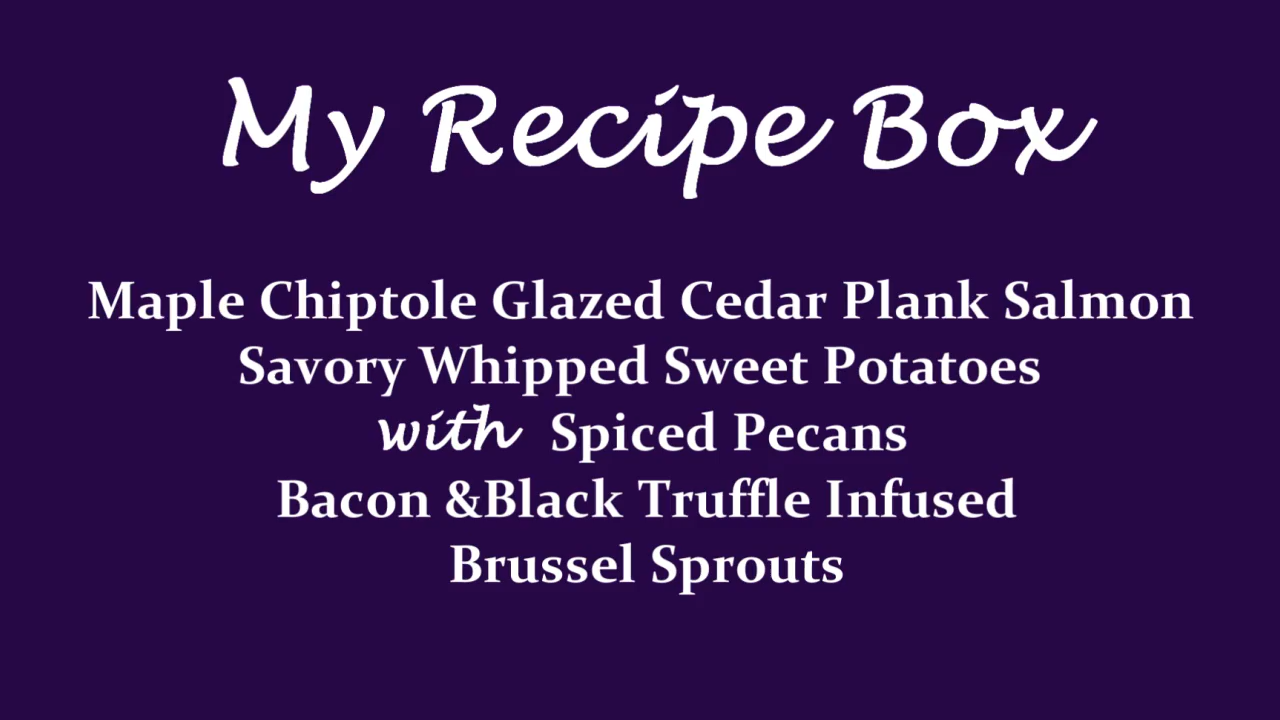 My Recipe Box
Maple Chiptole Glazed Cedar Plank Salmon
Savory Whipped Sweet Potatoes
with Spiced Pecans
Bacon &Black Truffle Infused
Brussel Sprouts